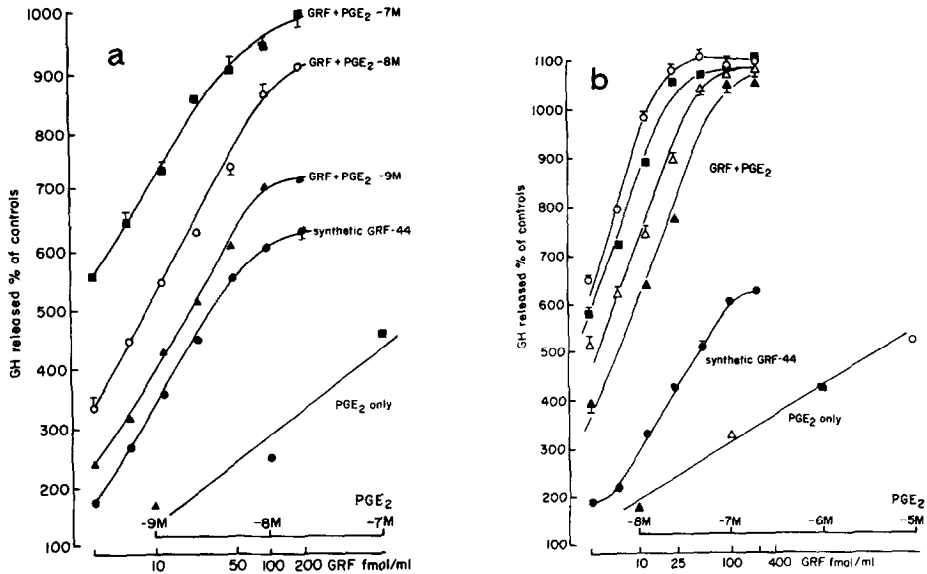 a
GH released % of controls
1000
900
800
700
600
500
400
300
200
100
GRF + PGE2 -7M
GRF + PGE2 -8M
GRF + PGE2 -9M
synthetic GRF-44
PGE2 only
PGE2
-9M -8M -7M
10 50 100 200 GRF fmol/ml
b
GH released % of controls
1100
1000
900
800
700
600
500
400
300
200
100
GRF + PGE2
synthetic GRF-44
PGE2 only
PGE2
-8M -7M -6M -5M
10 25 100 400 GRF fmol/ml